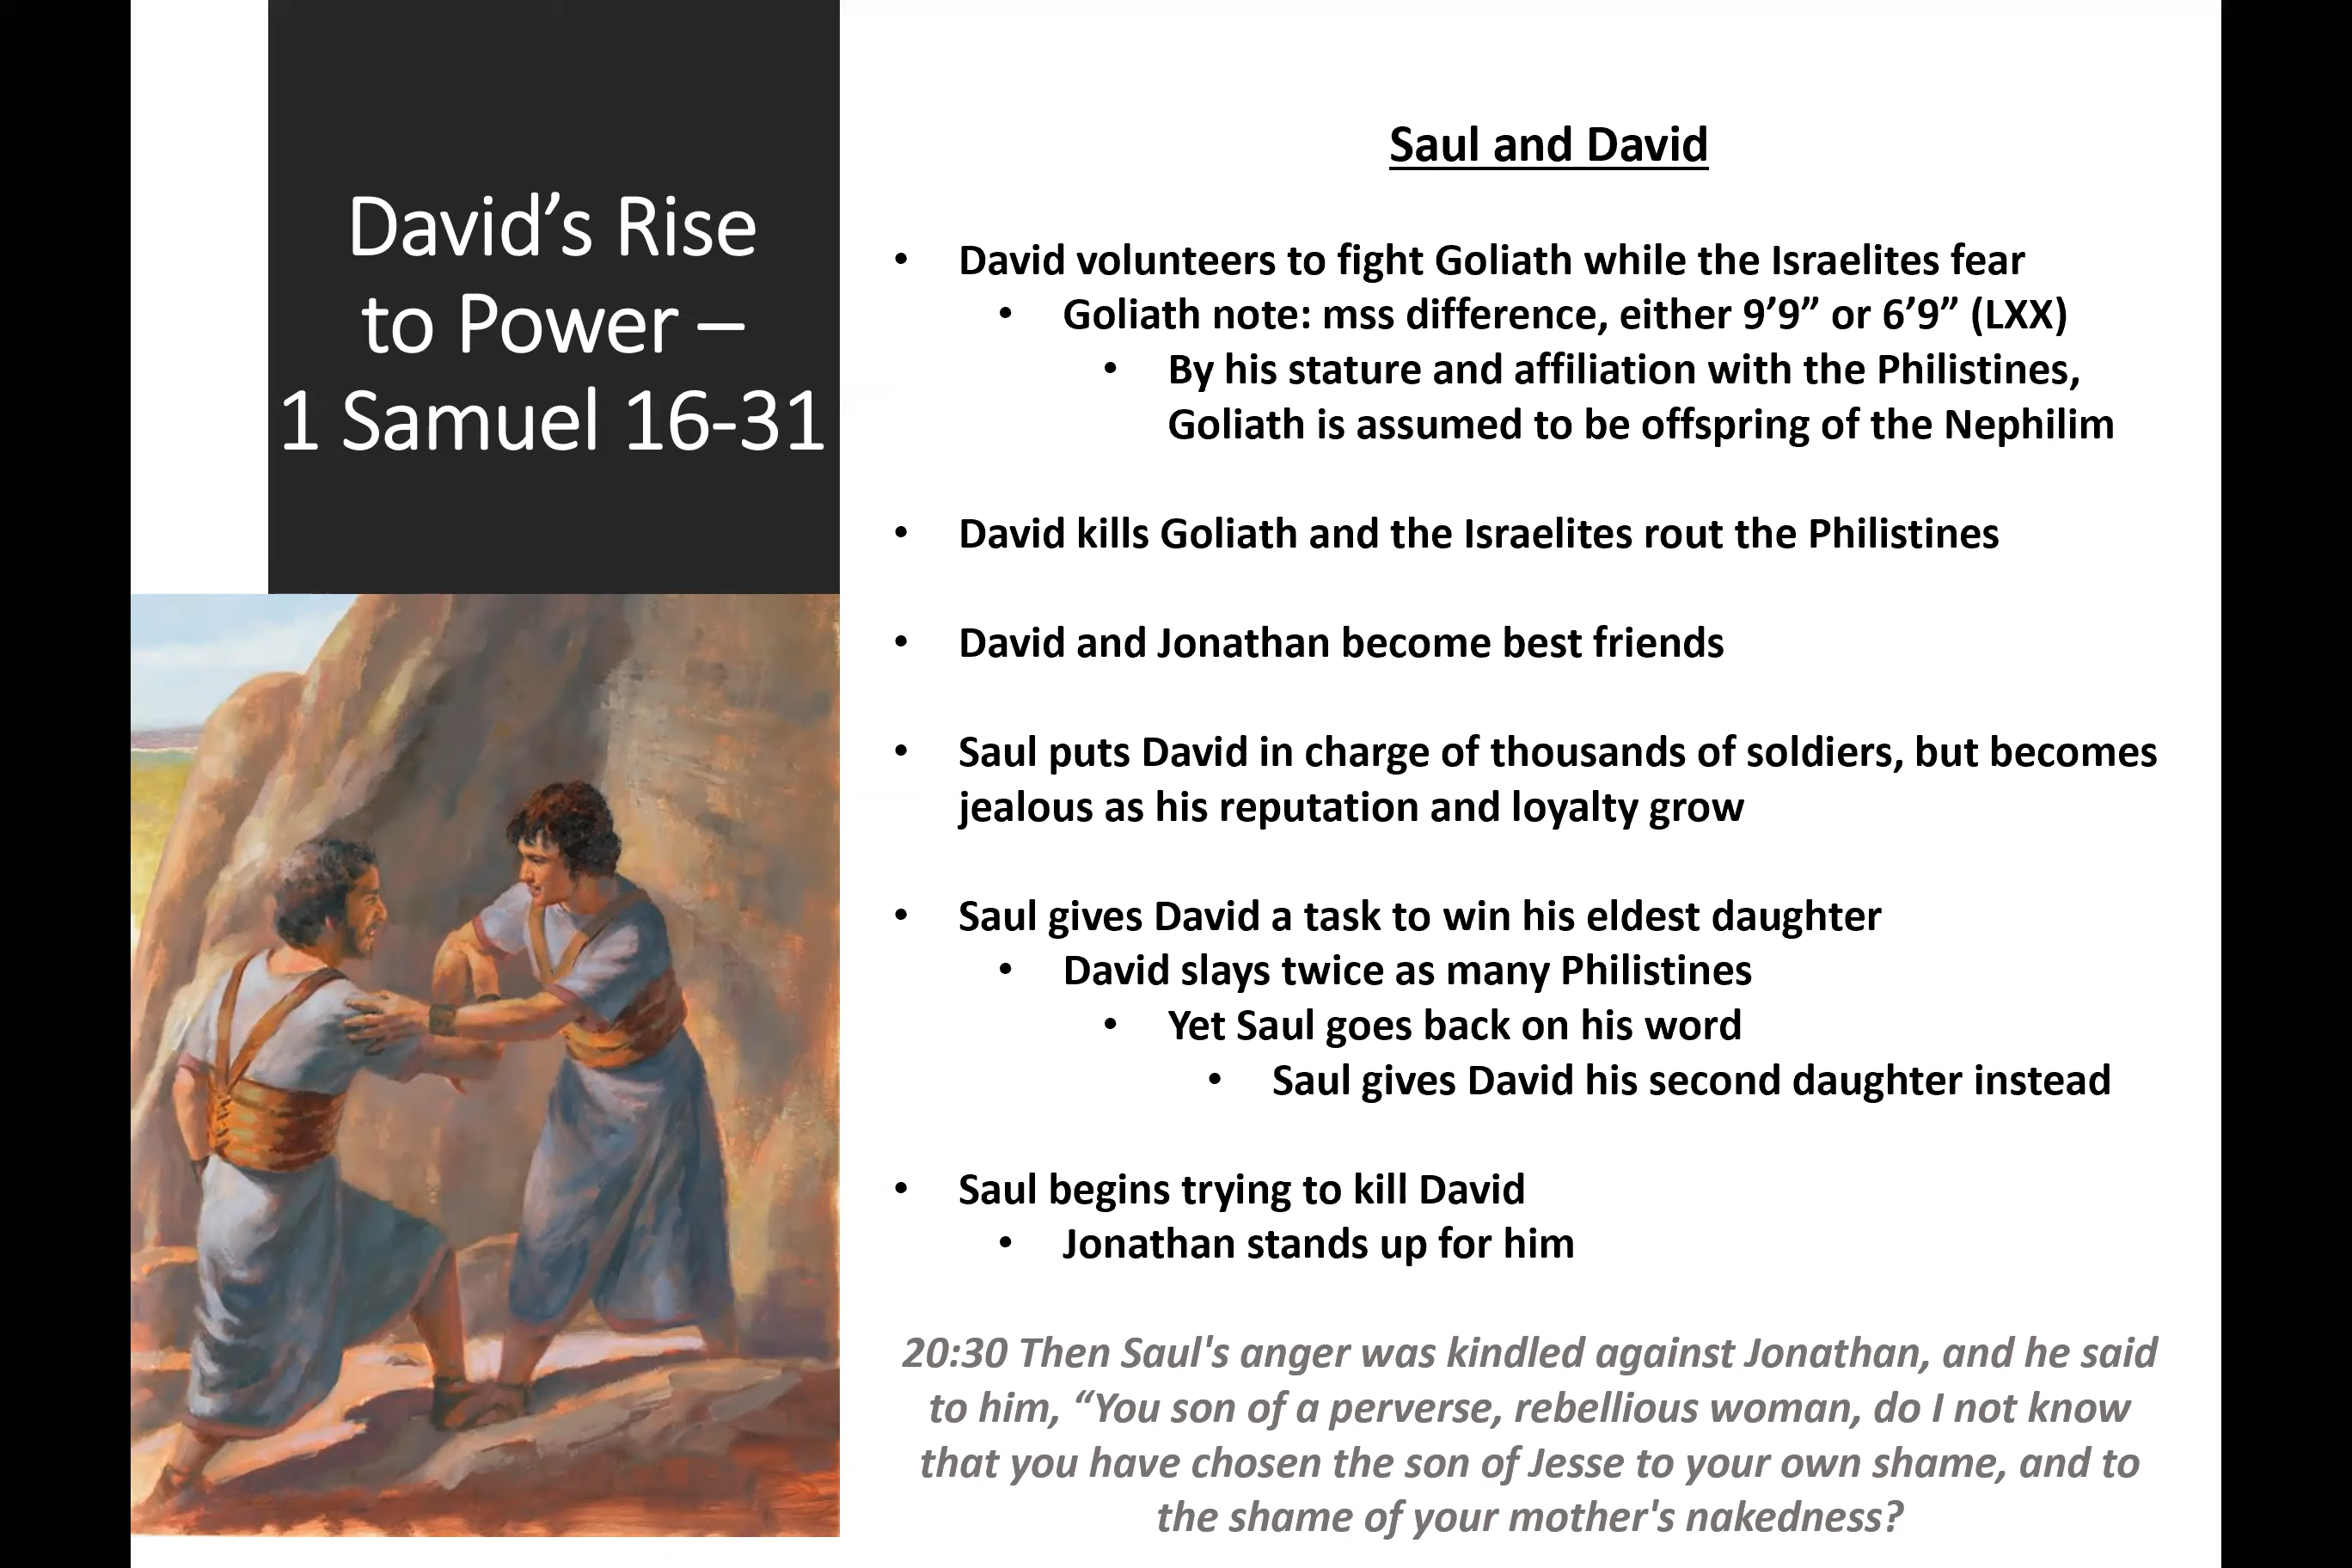 David’s Rise
to Power –
1 Samuel 16-31
Saul and David
• David volunteers to fight Goliath while the Israelites fear
• Goliath note: mss difference, either 9’9” or 6’9” (LXX)
• By his stature and affiliation with the Philistines,
Goliath is assumed to be offspring of the Nephilim
• David kills Goliath and the Israelites rout the Philistines
• David and Jonathan become best friends
• Saul puts David in charge of thousands of soldiers, but becomes
jealous as his reputation and loyalty grow
• Saul gives David a task to win his eldest daughter
• David slays twice as many Philistines
• Yet Saul goes back on his word
• Saul gives David his second daughter instead
• Saul begins trying to kill David
• Jonathan stands up for him
20:30 Then Saul's anger was kindled against Jonathan, and he said
to him, “You son of a perverse, rebellious woman, do I not know
that you have chosen the son of Jesse to your own shame, and to
the shame of your mother's nakedness?